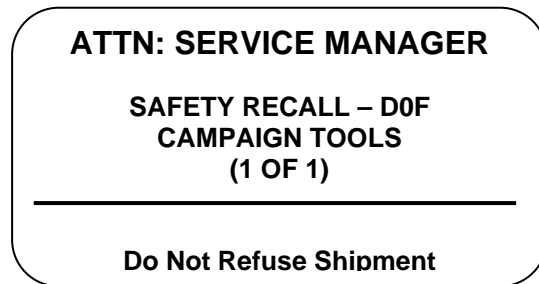 ATTN: SERVICE MANAGER
SAFETY RECALL – D0F
CAMPAIGN TOOLS
(1 OF 1)
Do Not Refuse Shipment